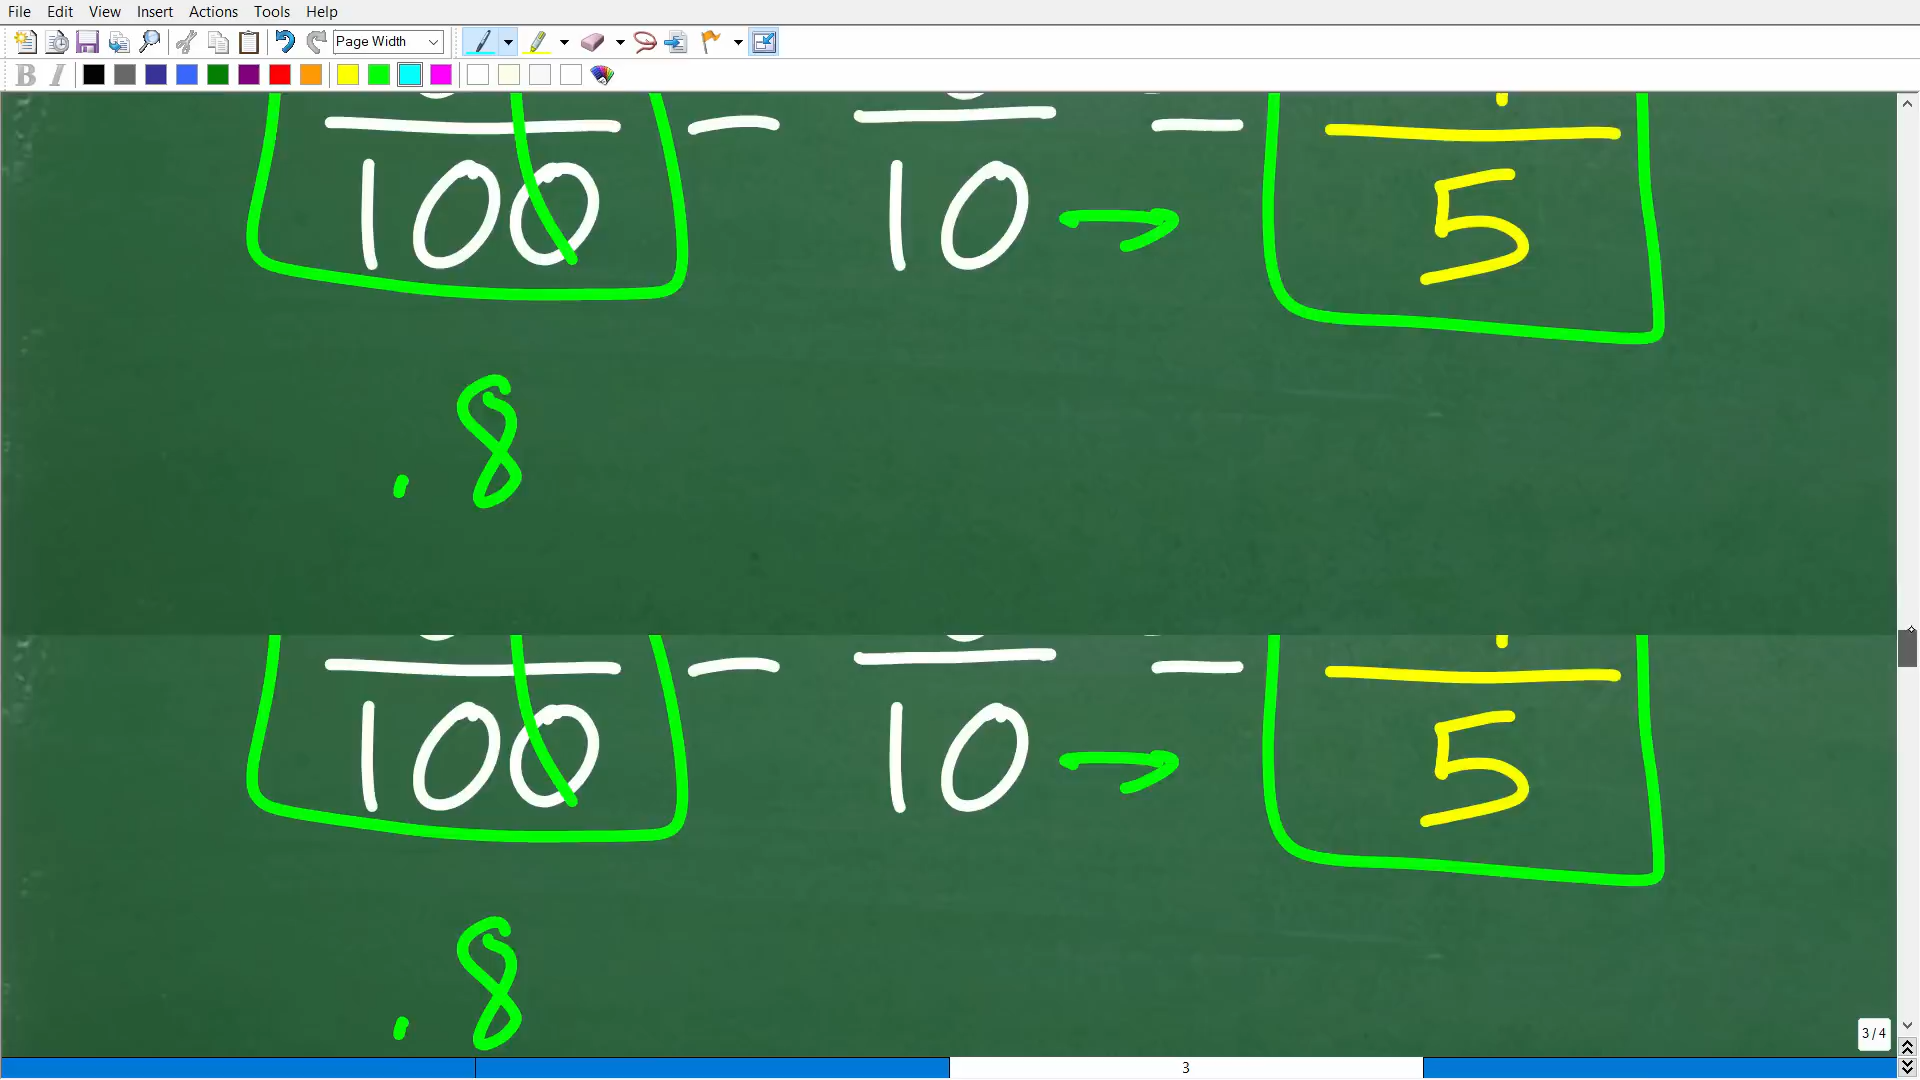 File Edit View Insert Actions Tools Help
Page Width
B I
100 10 → 5
.8
100 10 → 5
.8
3 / 4
3